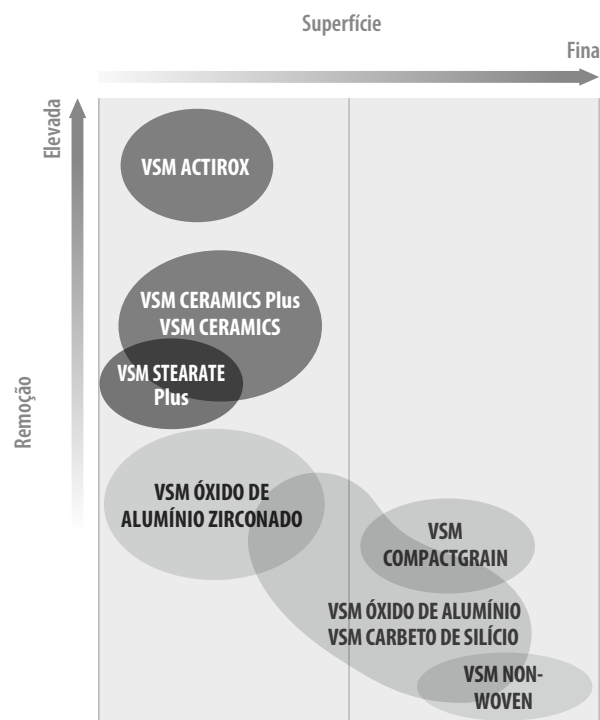 Superfície
Fina
Elevada
Remoção
VSM ACTIROX
VSM CERAMICS Plus
VSM CERAMICS
VSM STEARATE
Plus
VSM ÓXIDO DE
ALUMÍNIO ZIRCONADO
VSM
COMPACTGRAIN
VSM ÓXIDO DE ALUMÍNIO
VSM CARBETO DE SILÍCIO
VSM NON-
WOVEN